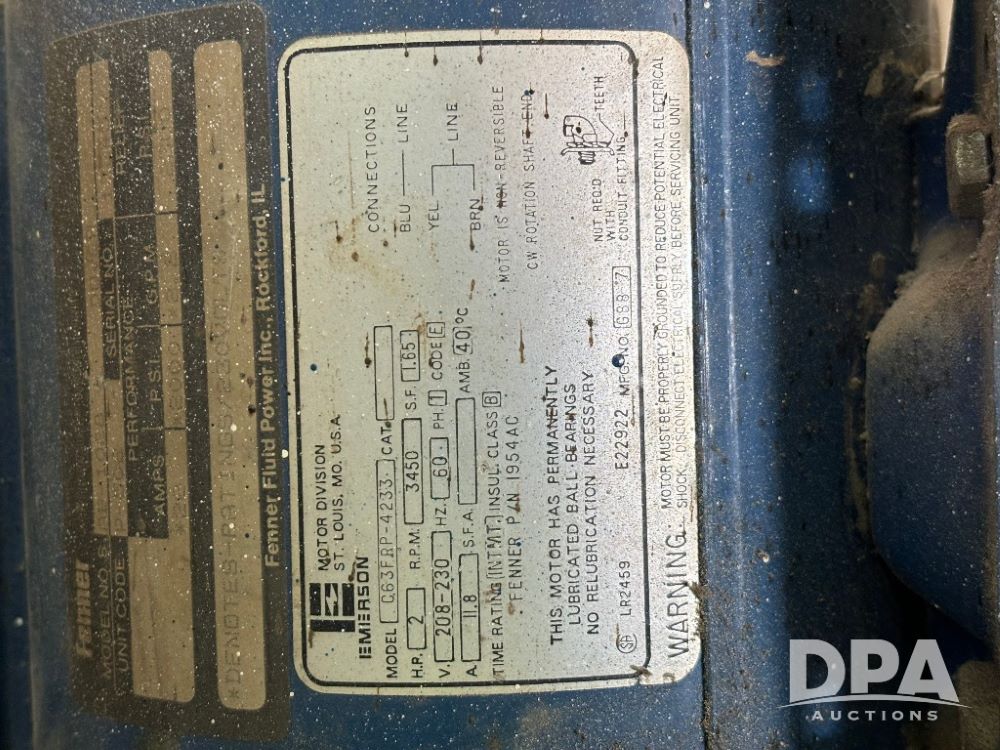 Fenner
MODEL NO.
UNIT CODE
SERIAL NO.
PERFORMANCE
AMPS P.S.I. G.P.M.
*DENOTES RATING
Fenner Fluid Power Inc., Rockford, IL
EMERSON
MOTOR DIVISION
ST. LOUIS, MO. U.S.A.
MODEL C63FRP-4233 CAT.
H.P. 2 R.P.M. 3450 S.F. 1.65
V. 208-230 HZ. 60 PH. 1 CODE E
A. 11.8 S.F.A. AMB. 40 °C
TIME RATING INTMT. INSUL. CLASS B
FENNER P/N 1954AC
CONNECTIONS
BLU LINE
YEL
LINE
BRN
MOTOR IS NON-REVERSIBLE
CW ROTATION SHAFT END
THIS MOTOR HAS PERMANENTLY
LUBRICATED BALL BEARINGS
NO RELUBRICATION NECESSARY
TEETH
NUT REQ'D
WITH
CONDUIT FITTING
LR2459 E22922 MFG. NO. G88 7
WARNING. MOTOR MUST BE PROPERLY GROUNDED TO REDUCE POTENTIAL ELECTRICAL
SHOCK. DISCONNECT ELECTRICAL SUPPLY BEFORE SERVICING UNIT
DPA
AUCTIONS